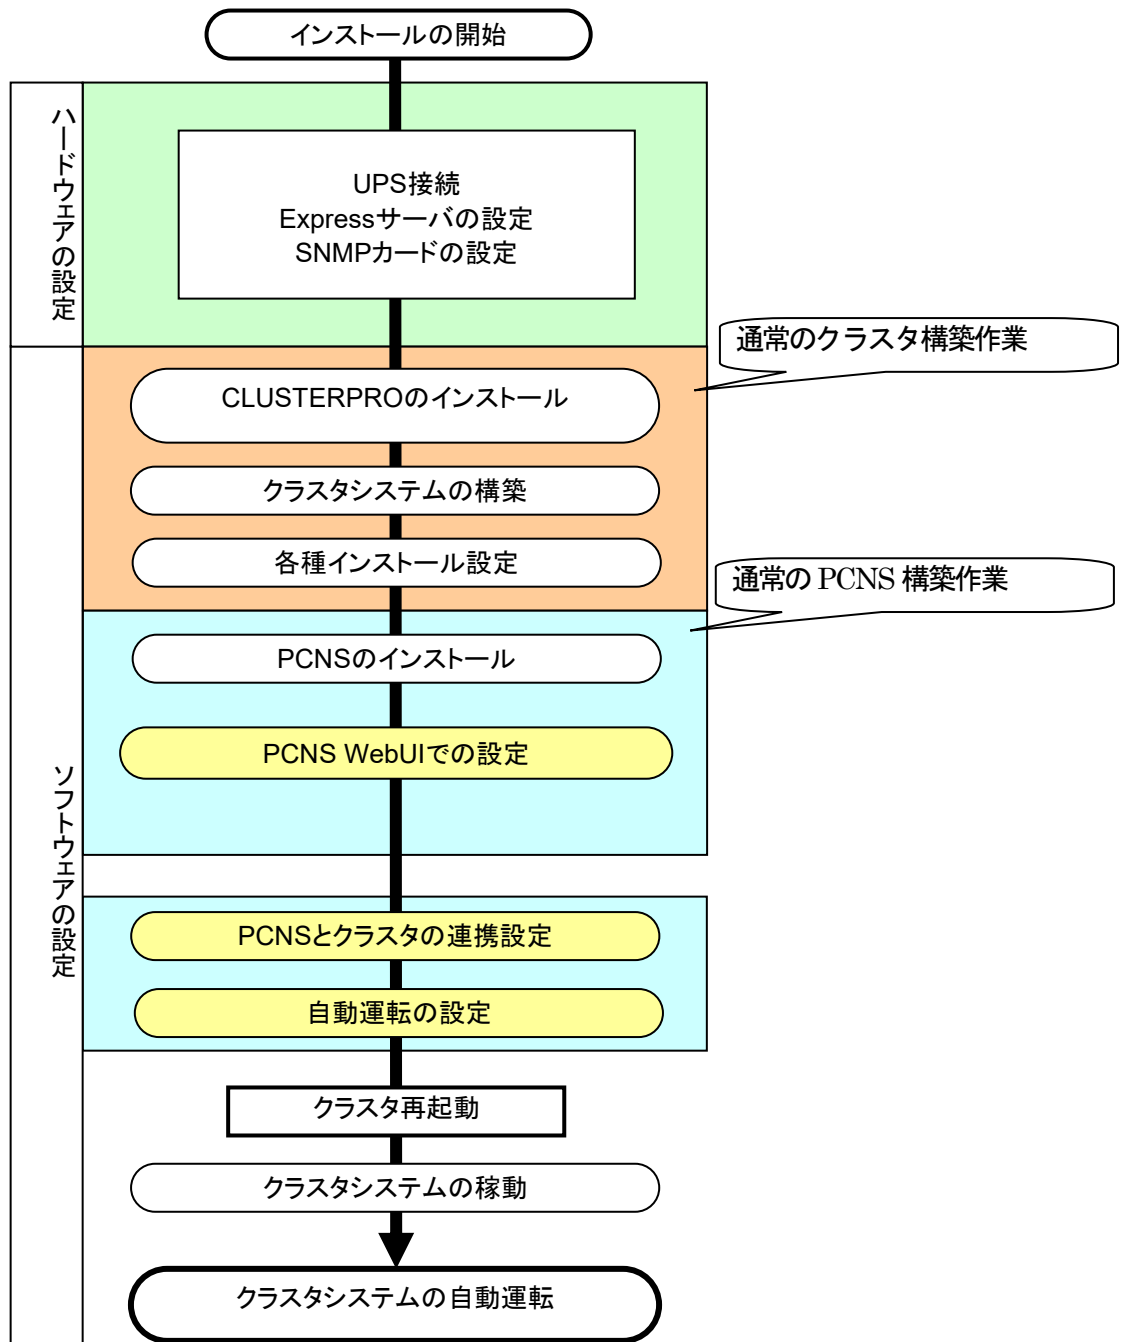 インストールの開始
ハードウェアの設定
UPS接続
Expressサーバの設定
SNMPカードの設定
通常のクラスタ構築作業
CLUSTERPROのインストール
クラスタシステムの構築
各種インストール設定
通常の PCNS 構築作業
PCNSのインストール
PCNS WebUIでの設定
ソフトウェアの設定
PCNSとクラスタの連携設定
自動運転の設定
クラスタ再起動
クラスタシステムの稼動
クラスタシステムの自動運転